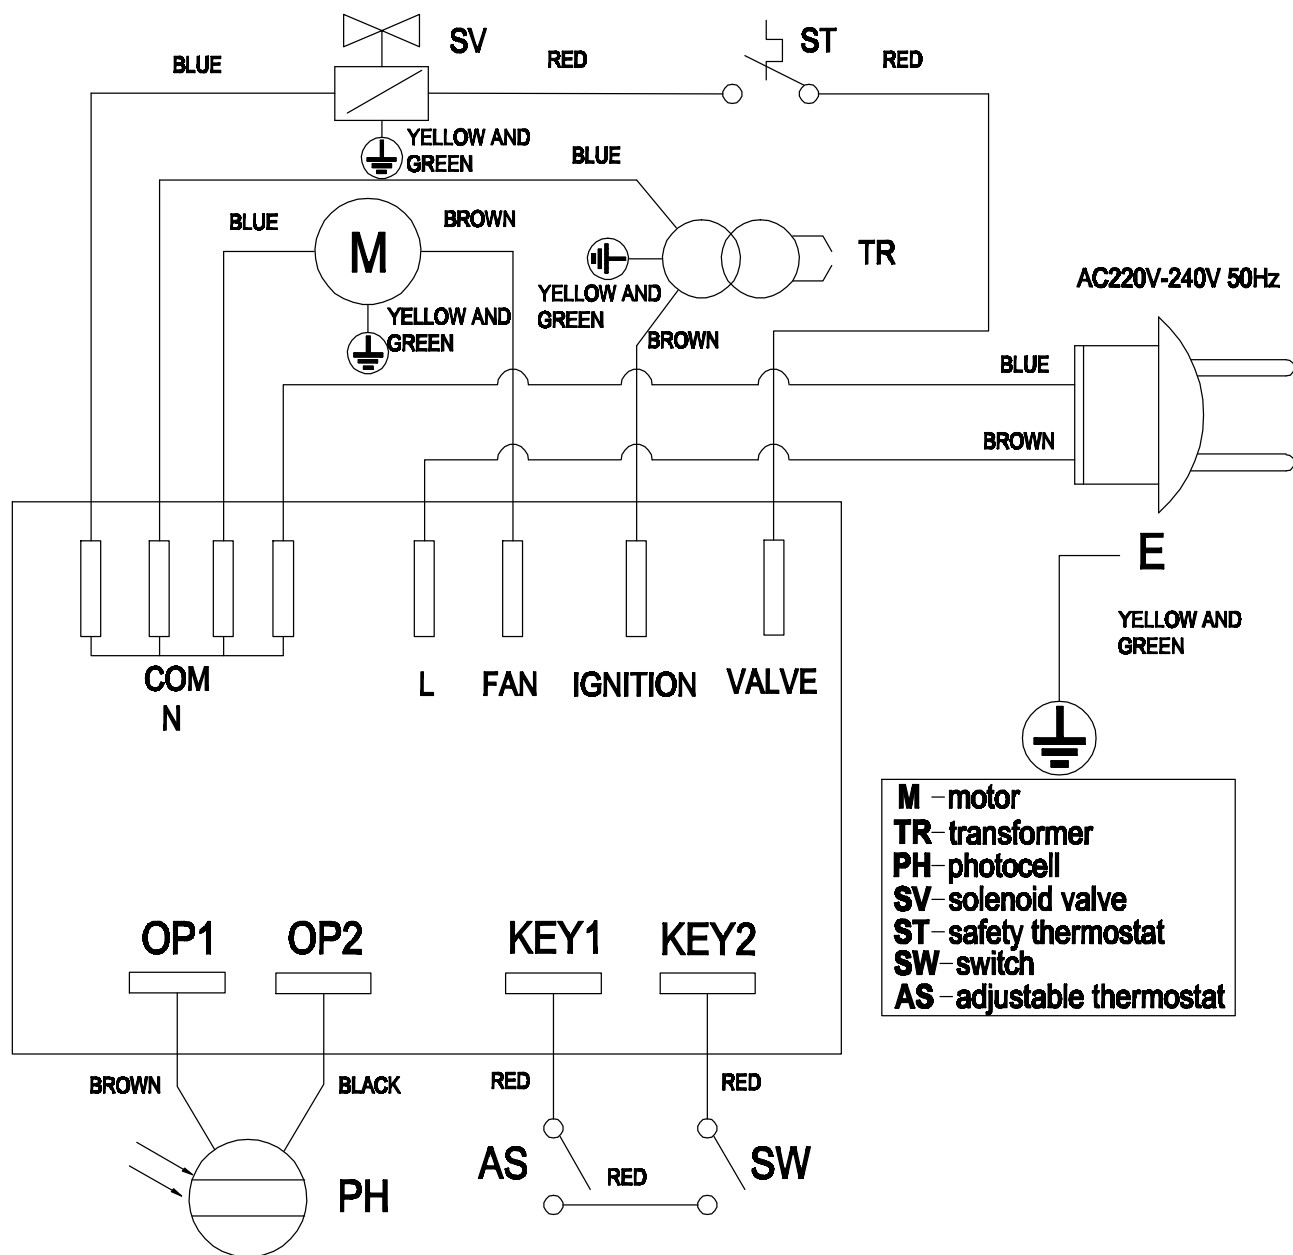 SV
ST
BLUE
RED
RED
YELLOW AND
GREEN
BLUE
BLUE
BROWN
M
TR
YELLOW AND
GREEN
YELLOW AND
GREEN
BROWN
AC220V-240V 50Hz
BLUE
BROWN
E
YELLOW AND
GREEN
COM
N
L
FAN
IGNITION
VALVE
M-motor
TR-transformer
PH-photocell
SV-solenoid valve
ST-safety thermostat
SW-switch
AS-adjustable thermostat
OP1
OP2
KEY1
KEY2
BROWN
BLACK
RED
RED
PH
AS
RED
SW